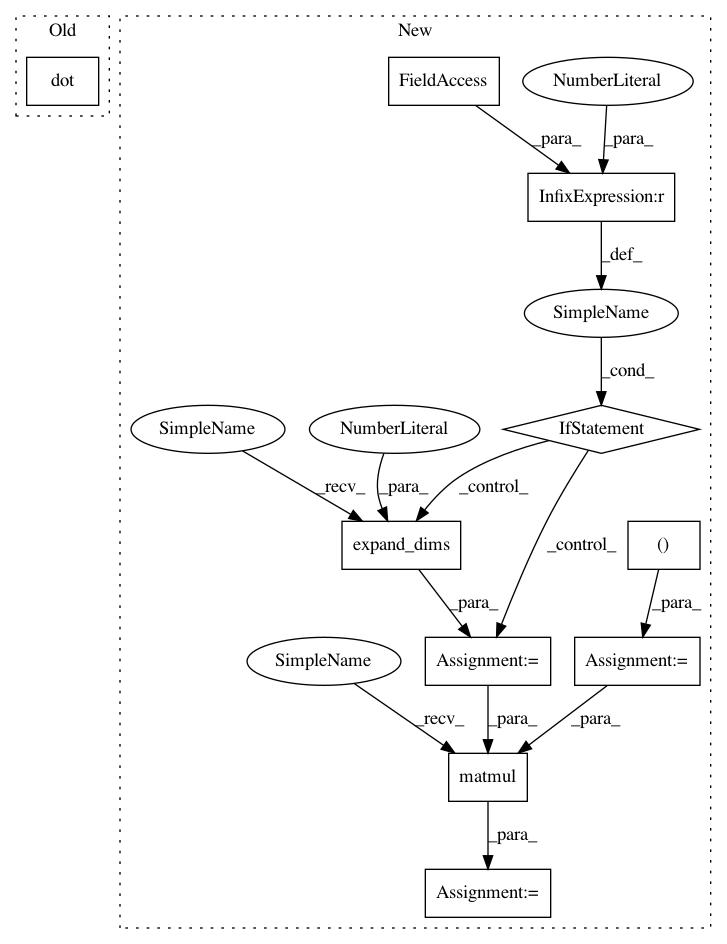 Old
New
dot
FieldAccess
NumberLiteral
_para_
_para_
InfixExpression:r
_def_
SimpleName
_cond_
SimpleName
NumberLiteral
IfStatement
_recv_
_para_
_control_
expand_dims
_control_
()
_para_
_para_
SimpleName
Assignment:=
Assignment:=
_recv_
_para_
_para_
matmul
_para_
Assignment:=